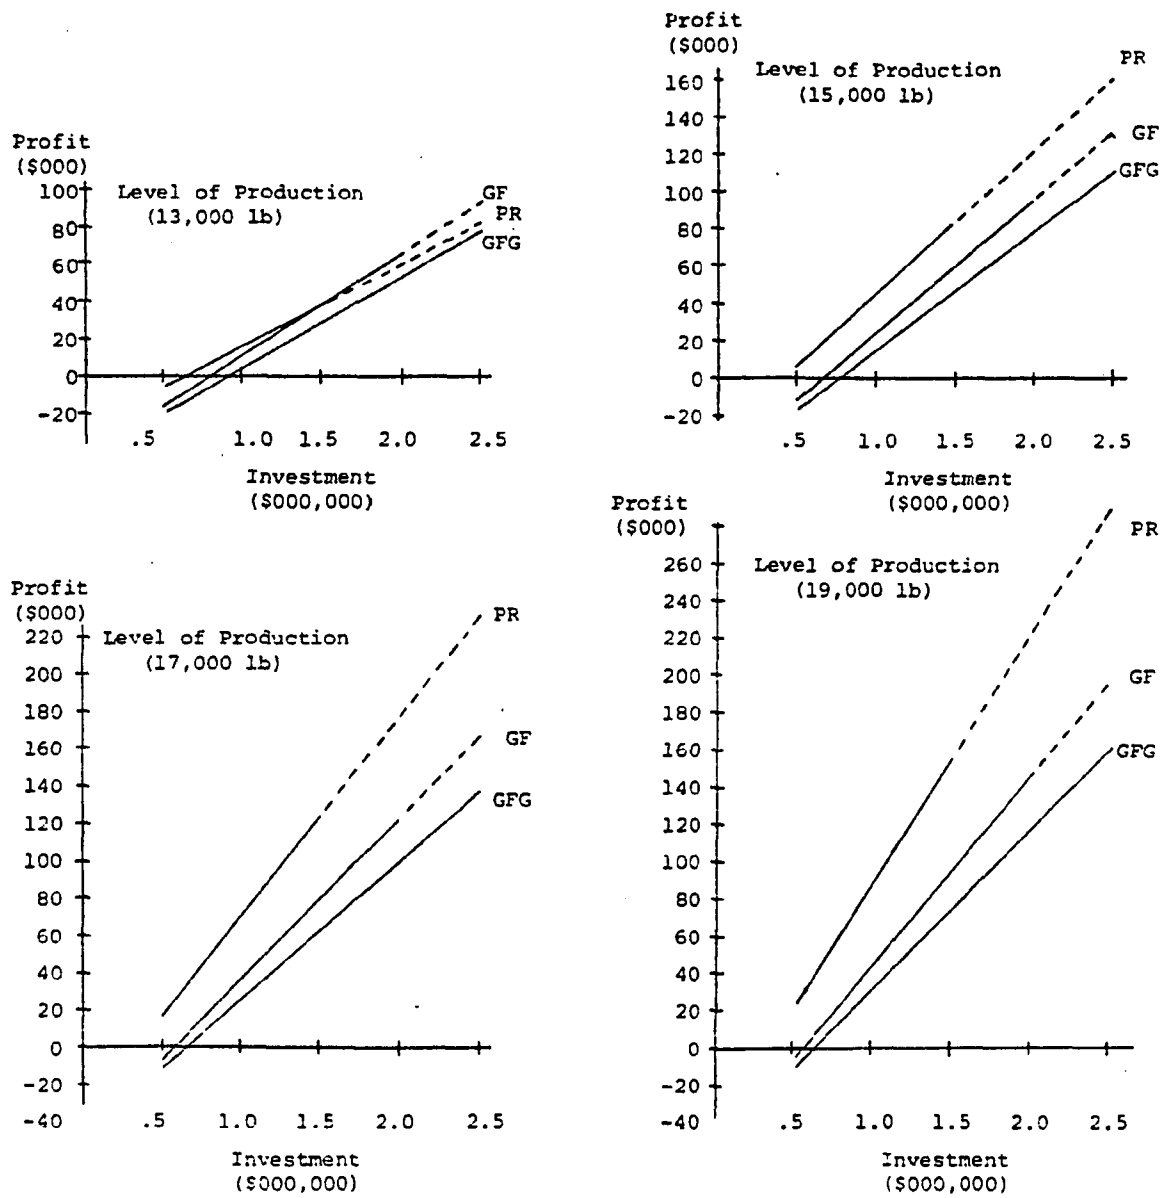 Profit
($000)
Level of Production
(13,000 lb)
100
80
60
40
20
0
-20
GF
PR
GFG
.5 1.0 1.5 2.0 2.5
Investment
($000,000)
Profit
($000)
Level of Production
(15,000 lb)
160
140
120
100
80
60
40
20
0
-20
PR
GF
GFG
.5 1.0 1.5 2.0 2.5
Investment
($000,000)
Profit
($000)
Level of Production
(17,000 lb)
220
200
180
160
140
120
100
80
60
40
20
0
-20
-40
PR
GF
GFG
.5 1.0 1.5 2.0 2.5
Investment
($000,000)
Profit
($000)
Level of Production
(19,000 lb)
260
240
220
200
180
160
140
120
100
80
60
40
20
0
-20
-40
PR
GF
GFG
.5 1.0 1.5 2.0 2.5
Investment
($000,000)